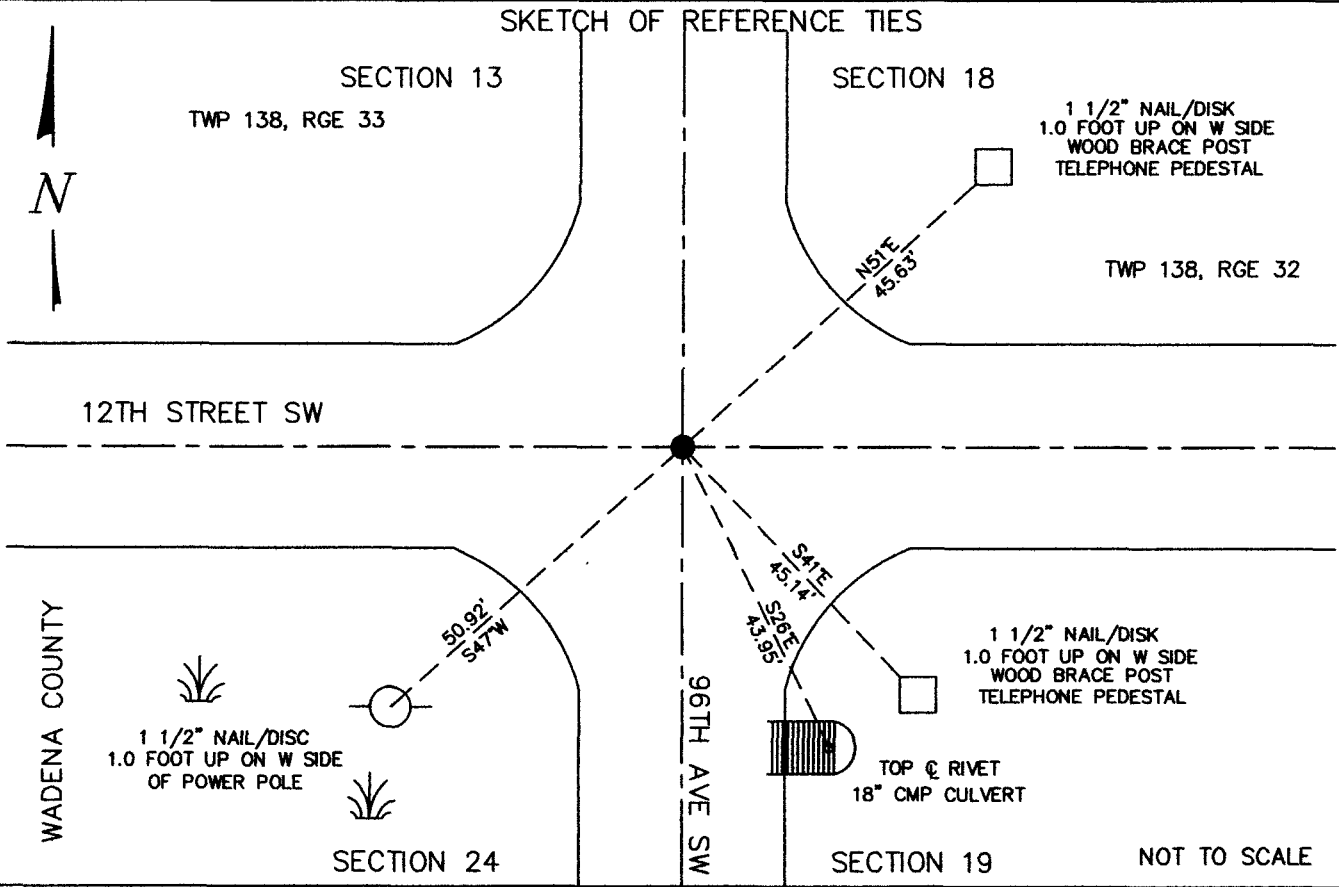 SKETCH OF REFERENCE TIES
SECTION 13
SECTION 18
TWP 138, RGE 33
1 1/2" NAIL/DISK
1.0 FOOT UP ON W SIDE
WOOD BRACE POST
TELEPHONE PEDESTAL
N
N51°E
45.63'
TWP 138, RGE 32
12TH STREET SW
S41°E
45.14'
S26°E
43.95'
50.92'
S47°W
WADENA COUNTY
1 1/2" NAIL/DISC
1.0 FOOT UP ON W SIDE
OF POWER POLE
96TH AVE SW
1 1/2" NAIL/DISK
1.0 FOOT UP ON W SIDE
WOOD BRACE POST
TELEPHONE PEDESTAL
TOP ℄ RIVET
18" CMP CULVERT
SECTION 24
SECTION 19
NOT TO SCALE